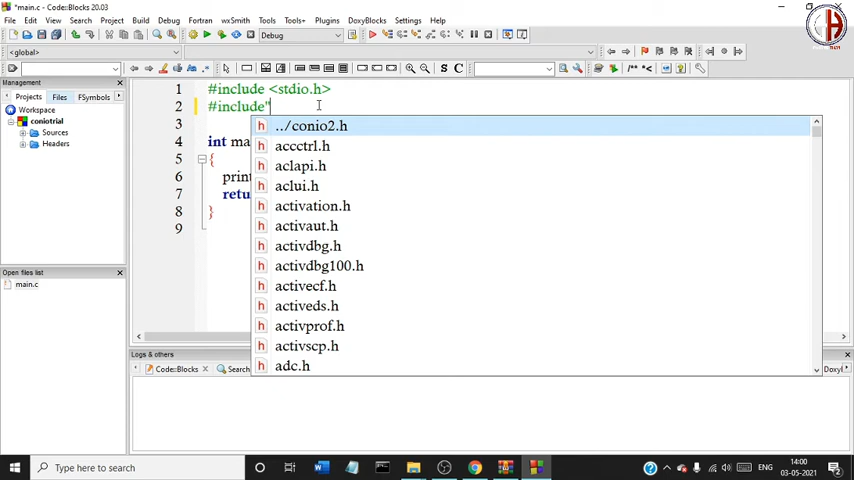 *main.c - Code::Blocks 20.03
File Edit View Search Project Build Debug Fortran wxSmith Tools Tools+ Plugins DoxyBlocks Settings Help
Debug
<global>
S C
/** *<
Management
Projects Files FSymbols
Workspace
coniotrial
Sources
Headers
Open files list
main.c
1 #include <stdio.h>
2 #include"
3
4 int ma
5 {
6 print
7 retu
8 }
9
../conio2.h
accctrl.h
aclapi.h
aclui.h
activation.h
activaut.h
activdbg.h
activdbg100.h
activecf.h
activeds.h
activprof.h
activscp.h
adc.h
Logs & others
Code::Blocks Search Doxyl
Type here to search
ENG
14:00
03-05-2021